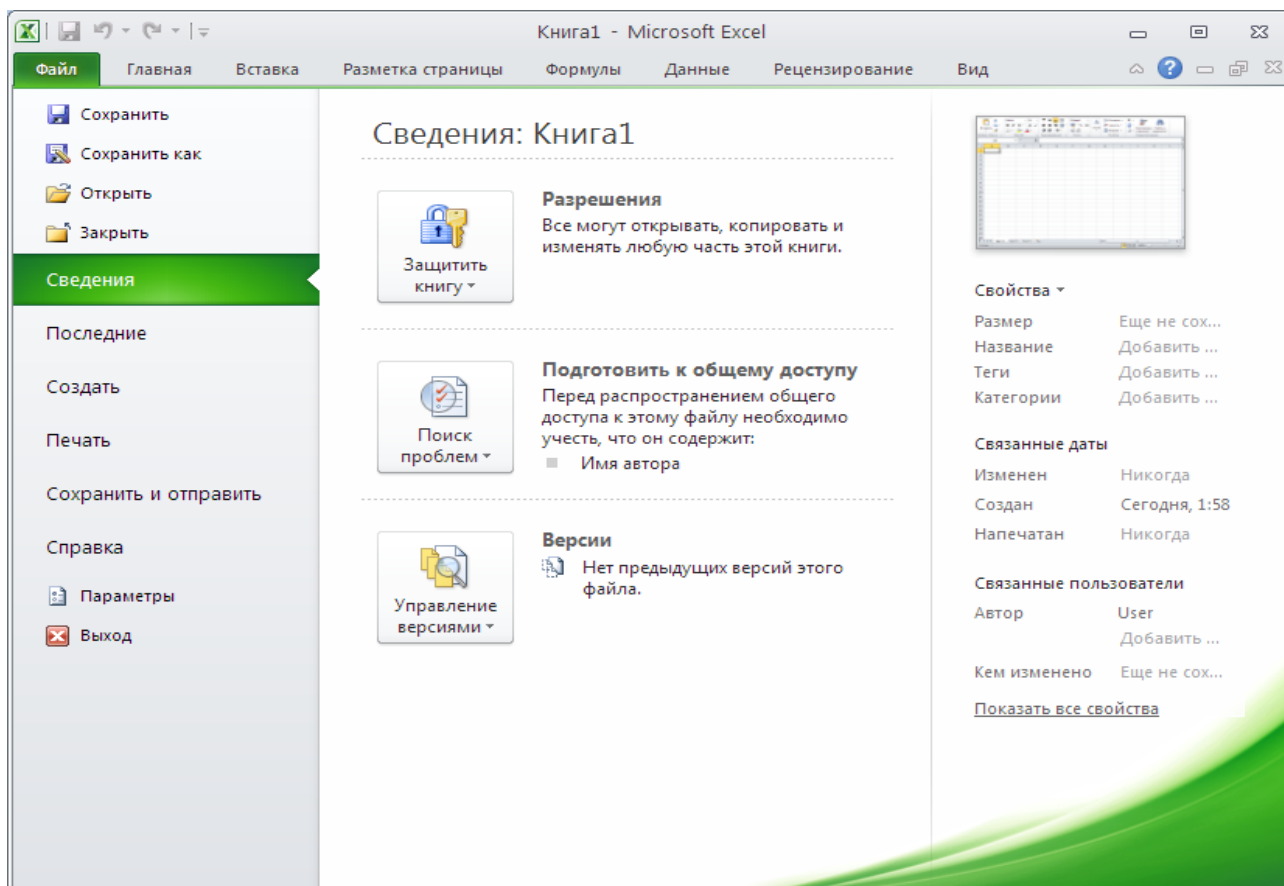 Книга1 - Microsoft Excel
Файл Главная Вставка Разметка страницы Формулы Данные Рецензирование Вид
Сохранить
Сохранить как
Открыть
Закрыть
Сведения
Последние
Создать
Печать
Сохранить и отправить
Справка
Параметры
Выход
Сведения: Книга1
Защитить
книгу
Разрешения
Все могут открывать, копировать и
изменять любую часть этой книги.
Поиск
проблем
Подготовить к общему доступу
Перед распространением общего
доступа к этому файлу необходимо
учесть, что он содержит:
Имя автора
Управление
версиями
Версии
Нет предыдущих версий этого
файла.
Свойства
Размер Еще не сох...
Название Добавить ...
Теги Добавить ...
Категории Добавить ...
Связанные даты
Изменен Никогда
Создан Сегодня, 1:58
Напечатан Никогда
Связанные пользователи
Автор User
Добавить ...
Кем изменено Еще не сох...
Показать все свойства